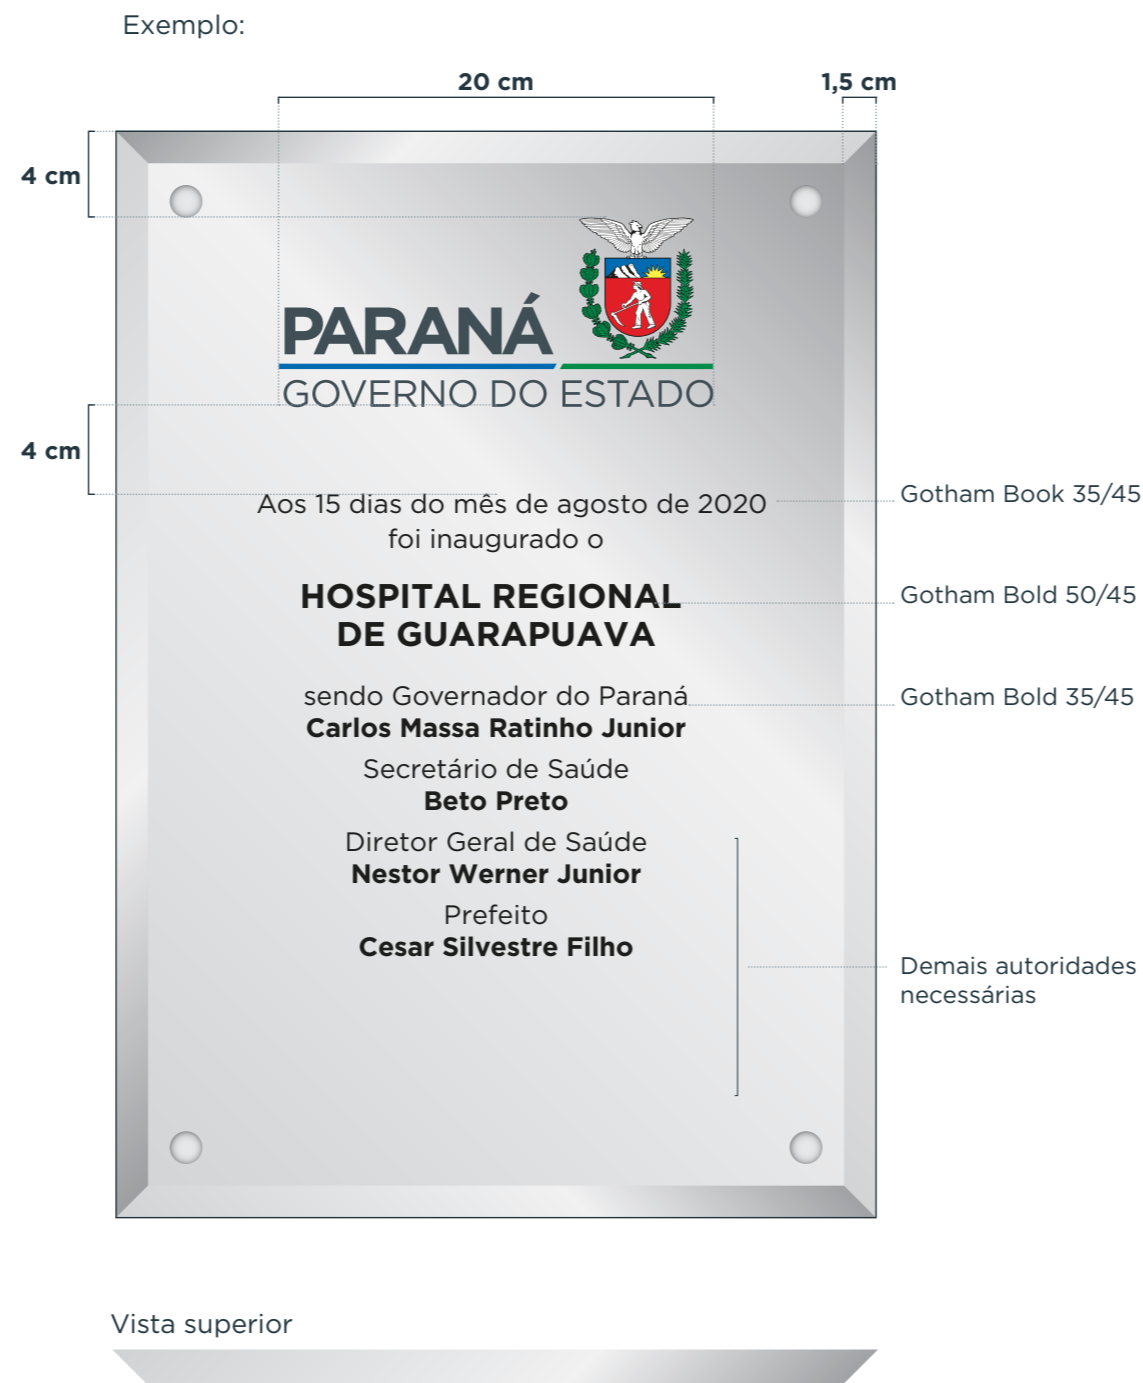 Exemplo:
20 cm
1,5 cm
4 cm
PARANÁ
GOVERNO DO ESTADO
4 cm
Aos 15 dias do mês de agosto de 2020
Gotham Book 35/45
foi inaugurado o
HOSPITAL REGIONAL
Gotham Bold 50/45
DE GUARAPUAVA
sendo Governador do Paraná
Gotham Bold 35/45
Carlos Massa Ratinho Junior
Secretário de Saúde
Beto Preto
Diretor Geral de Saúde
Nestor Werner Junior
Prefeito
Cesar Silvestre Filho
Demais autoridades
necessárias
Vista superior